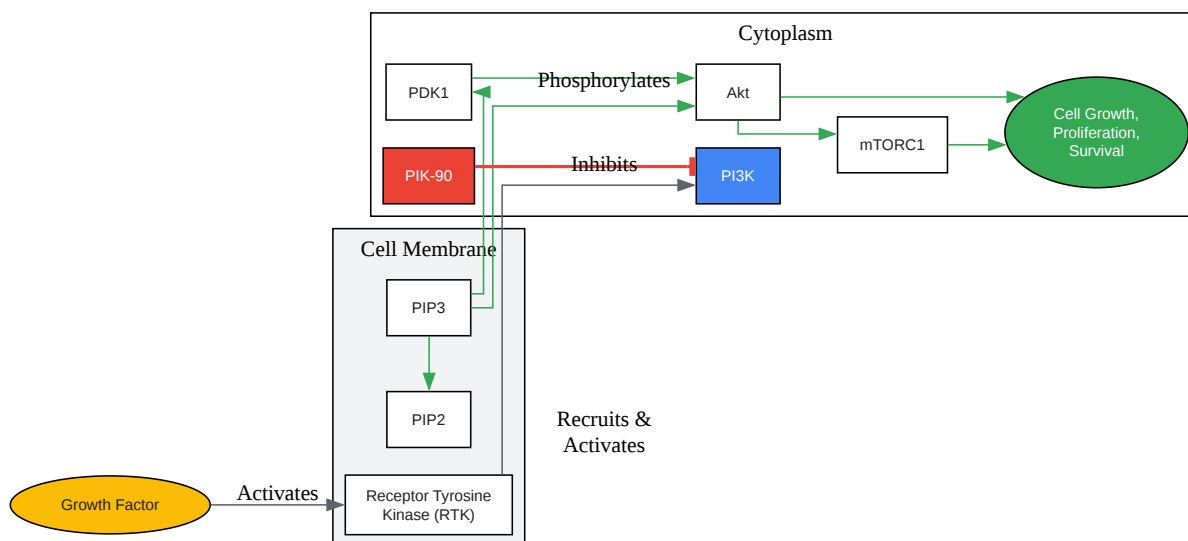 Cytoplasm
PDK1
Phosphorylates
Akt
Cell Growth,
Proliferation,
Survival
mTORC1
PIK-90
Inhibits
PI3K
Cell Membrane
PIP3
PIP2
Recruits &
Activates
Growth Factor
Activates
Receptor Tyrosine
Kinase (RTK)